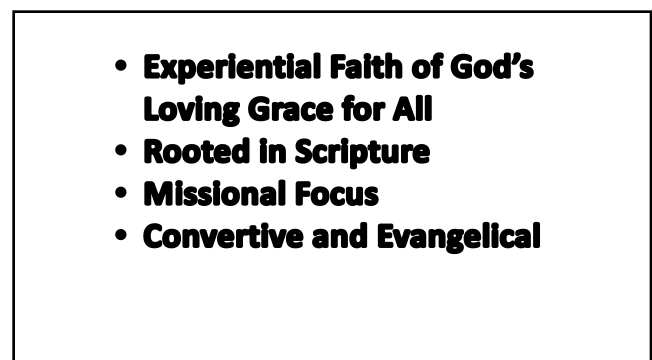 • Experiential Faith of God’s
Loving Grace for All
• Rooted in Scripture
• Missional Focus
• Convertive and Evangelical